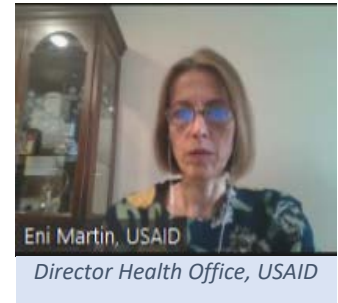 Eni Martin, USAID
Director Health Office, USAID